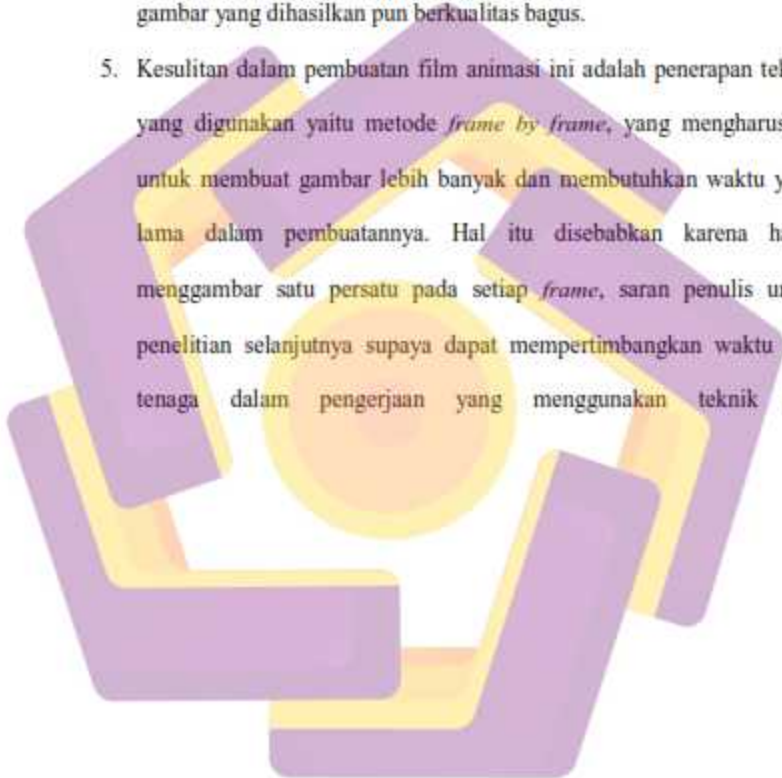 gambar yang dihasilkan pun berkualitas bagus.
5. Kesulitan dalam pembuatan film animasi ini adalah penerapan
yang digunakan yaitu metode frame by frame, yang
untuk membuat gambar lebih banyak dan membutuhkan waktu
lama dalam pembuatannya. Hal itu disebabkan karena
menggambar satu persatu pada setiap frame, saran penulis
penelitian selanjutnya supaya dapat mempertimbangkan waktu
tenaga dalam pengerjaan yang menggunakan teknik